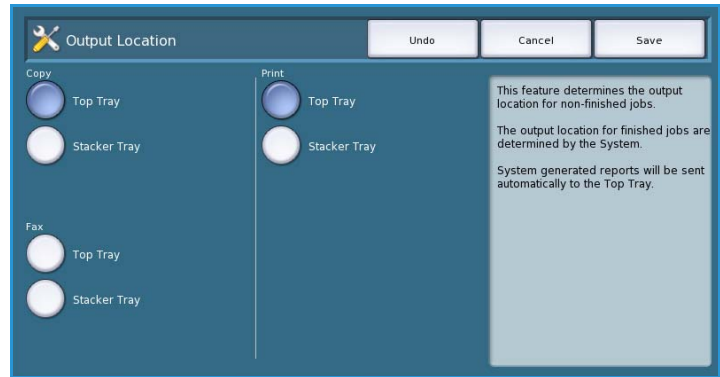 Output Location
Undo
Cancel
Save
Copy
Top Tray
Stacker Tray
Fax
Top Tray
Stacker Tray
Print
Top Tray
Stacker Tray
This feature determines the output
location for non-finished jobs.
The output location for finished jobs are
determined by the System.
System generated reports will be sent
automatically to the Top Tray.